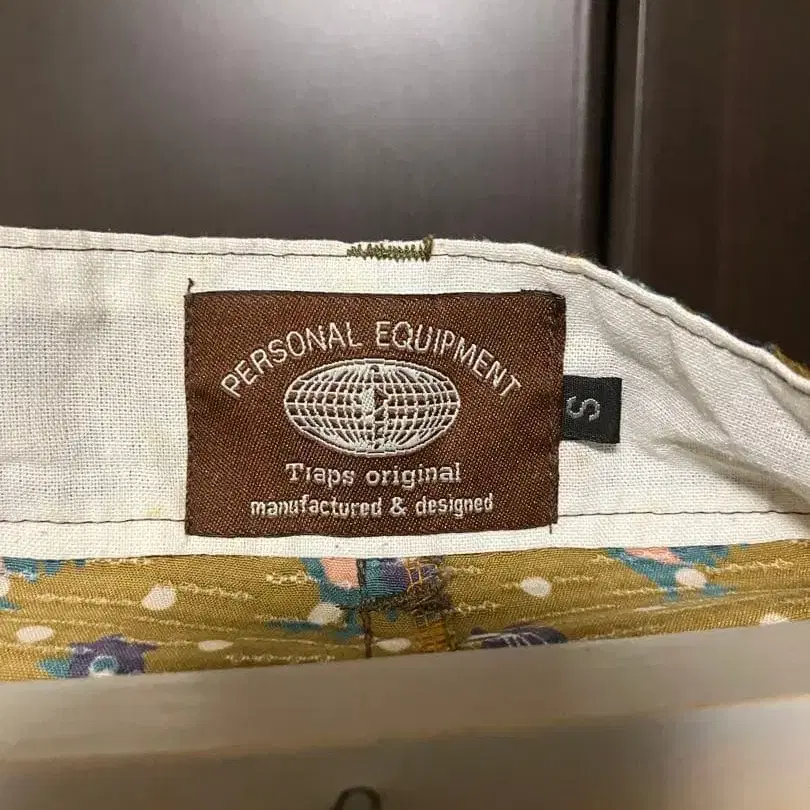 PERSONAL EQUIPMENT
Traps original
manufactured & designed
S